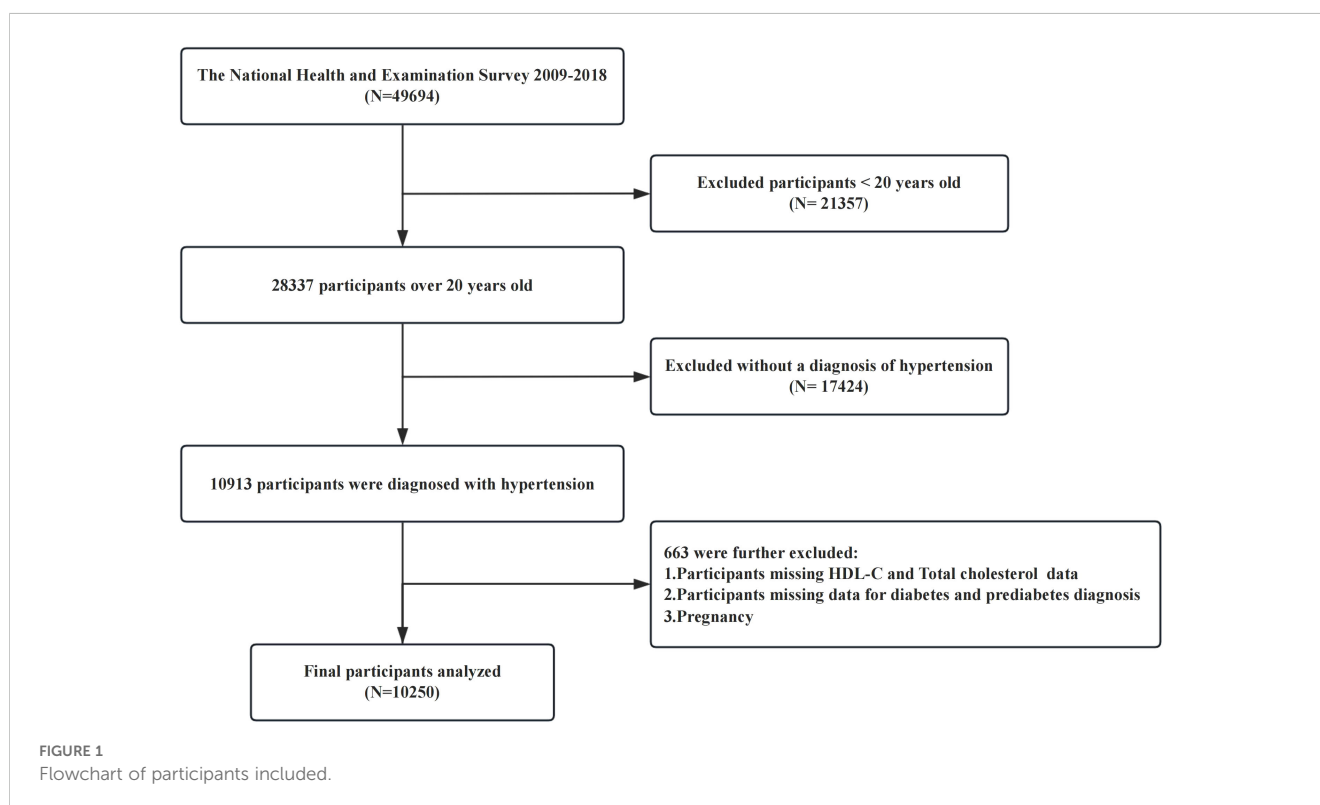 The National Health and Examination Survey 2009-2018
(N=49694)
Excluded participants < 20 years old
(N= 21357)
28337 participants over 20 years old
Excluded without a diagnosis of hypertension
(N= 17424)
10913 participants were diagnosed with hypertension
663 were further excluded:
1.Participants missing HDL-C and Total cholesterol data
2.Participants missing data for diabetes and prediabetes diagnosis
3.Pregnancy
Final participants analyzed
(N=10250)
FIGURE 1
Flowchart of participants included.